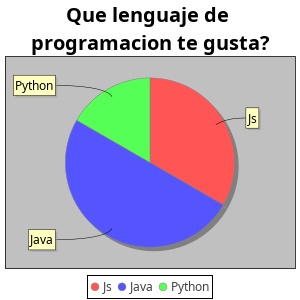 Que lenguaje de
programacion te gusta?
Python
Js
Java
Js Java Python